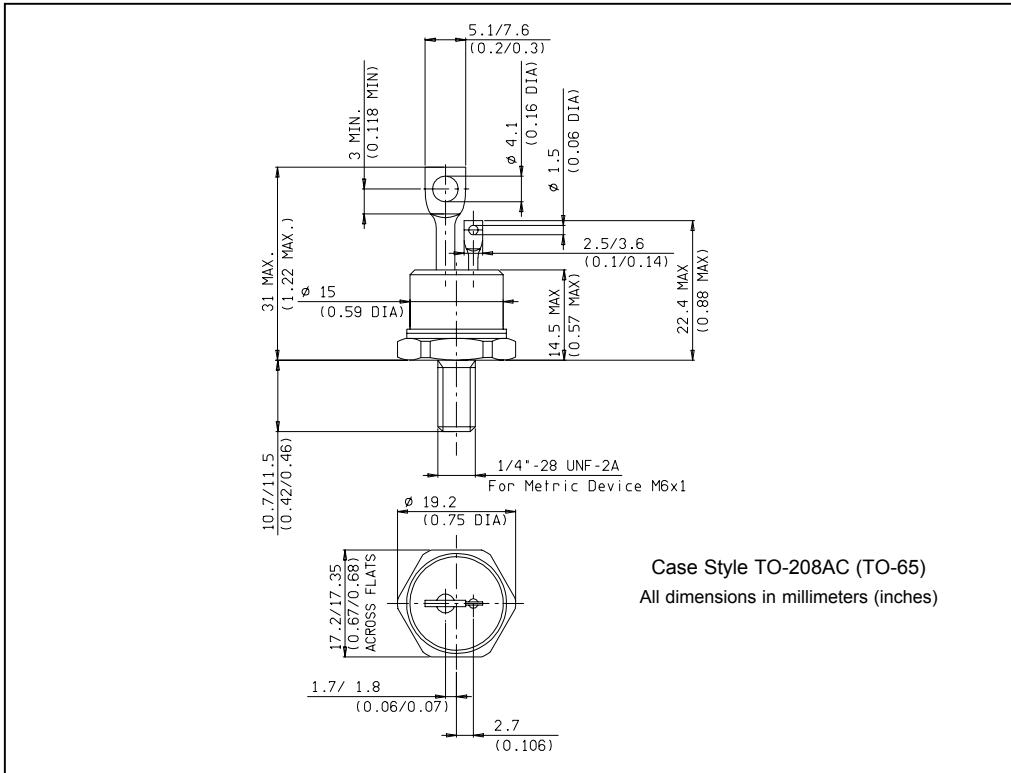 5.1/7.6
(0.2/0.3)
3 MIN.
(0.118 MIN)
ø 4.1
(0.16 DIA)
ø 1.5
(0.06 DIA)
2.5/3.6
(0.1/0.14)
31 MAX.
(1.22 MAX.)
ø 15
(0.59 DIA)
14.5 MAX
(0.57 MAX)
22.4 MAX
(0.88 MAX)
10.7/11.5
(0.42/0.46)
1/4"-28 UNF-2A
For Metric Device M6x1
ø 19.2
(0.75 DIA)
17.2/17.35
(0.67/0.68)
ACROSS FLATS
Case Style TO-208AC (TO-65)
All dimensions in millimeters (inches)
1.7/ 1.8
(0.06/0.07)
2.7
(0.106)